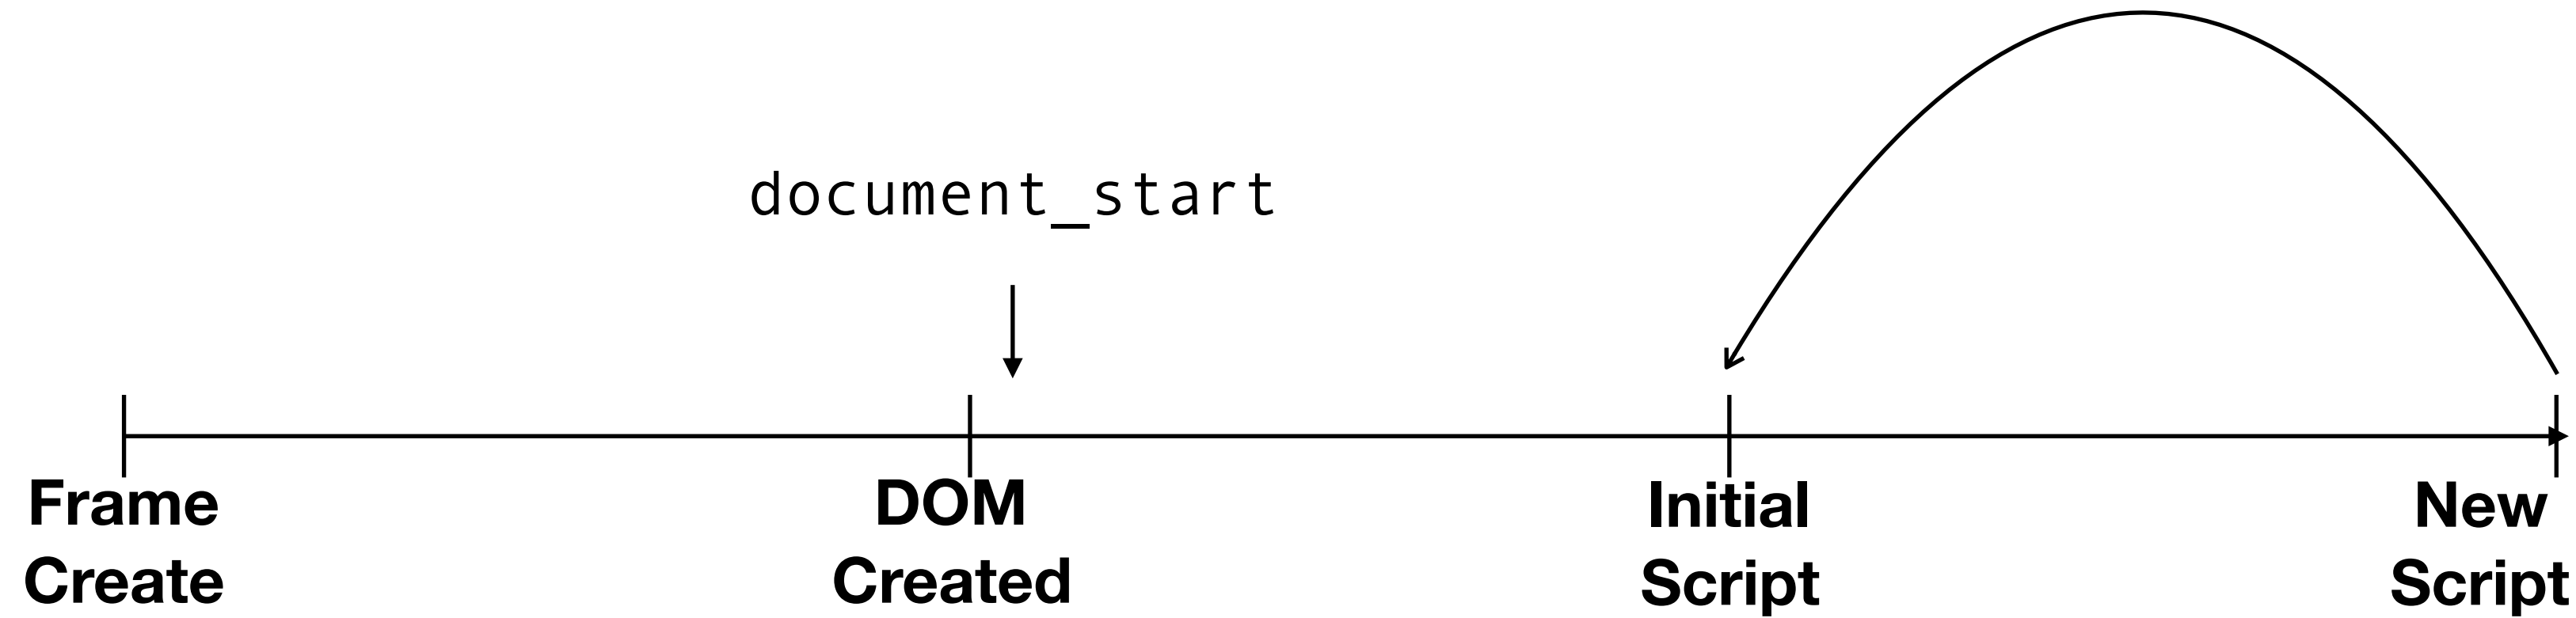 document_start
Frame
Create
DOM
Created
Initial
Script
New
Script